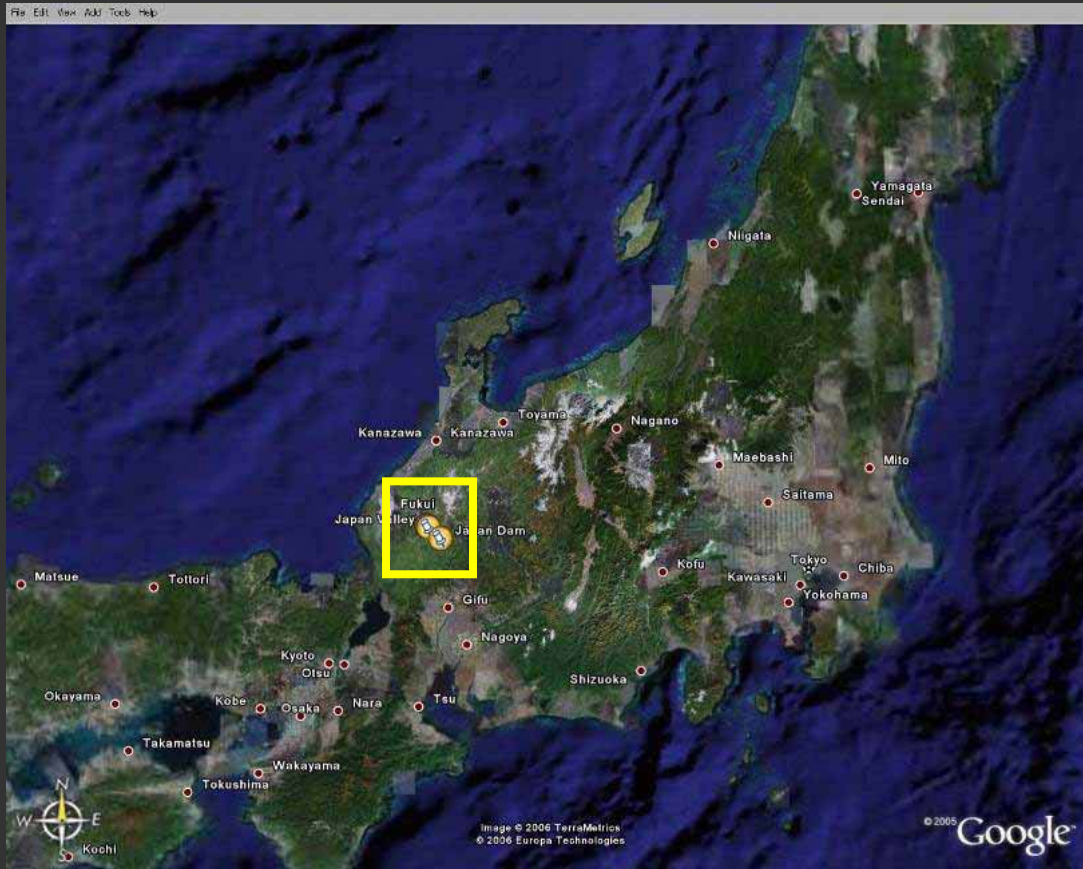 File Edit View Add Tools Help
Yamagata
Sendai
Niigata
Toyama
Nagano
Kanazawa Kanazawa
Maebashi
Mito
Saitama
Fukui
Japan Valley
Japan Dam
Tokyo
Chiba
Kofu
Kawasaki
Yokohama
Matsue
Tottori
Gifu
Nagoya
Kyoto
Otsu
Shizuoka
Okayama
Kobe
Osaka
Nara
Tsu
Takamatsu
Wakayama
Tokushima
N
W E
S
Kochi
Image © 2006 TerraMetrics
© 2006 Europa Technologies
© 2005 Google™